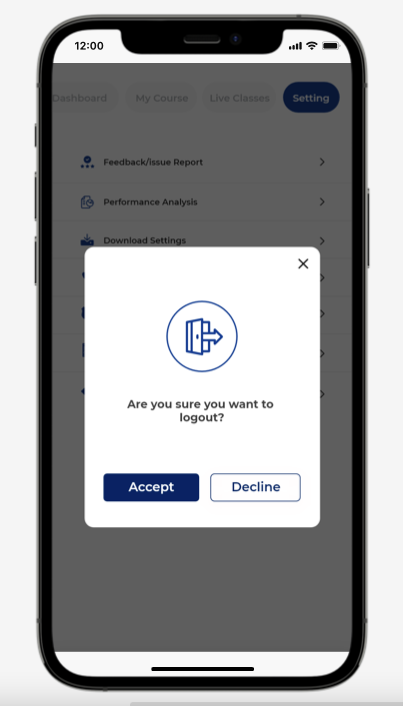 12:00
Dashboard
My Course
Live Classes
Setting
Feedback/issue Report
Performance Analysis
Download Settings
Are you sure you want to
logout?
Accept
Decline